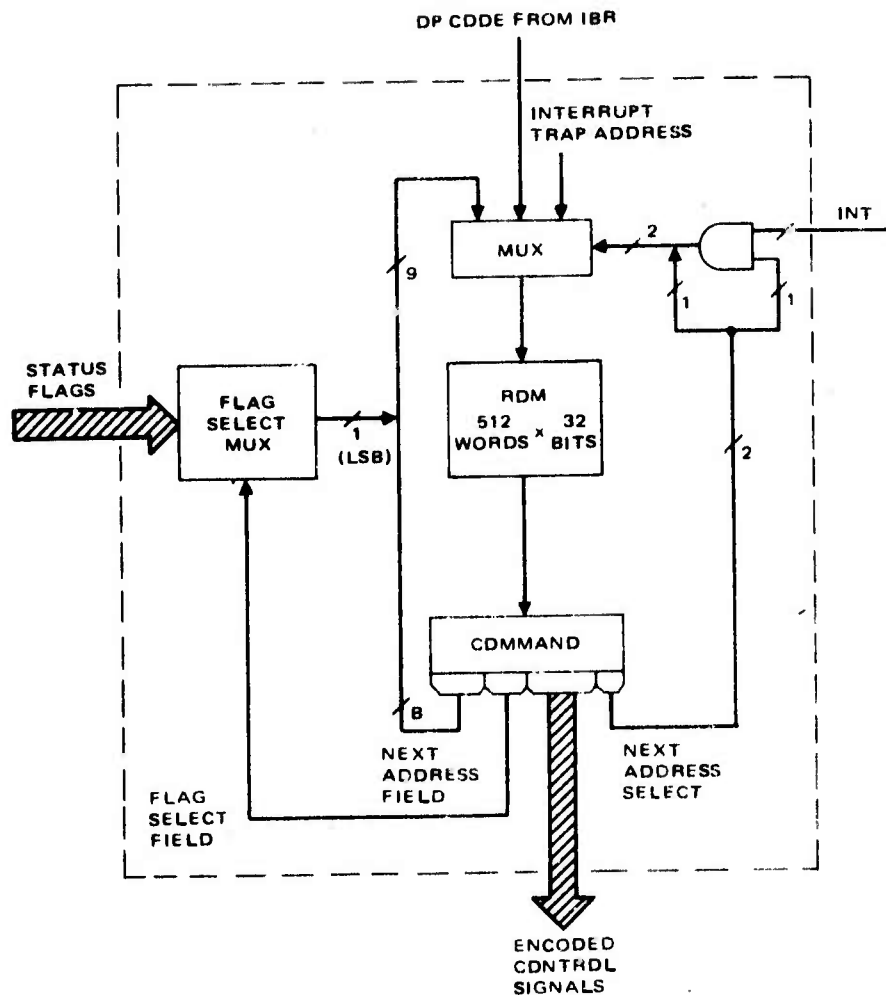 DP CDDE FROM IBR
INTERRUPT
TRAP ADDRESS
INT
MUX
2
9
1
1
STATUS
FLAGS
FLAG
SELECT
MUX
1
(LSB)
RDM
512 x 32
WORDS BITS
2
CDMMAND
B
NEXT
ADDRESS
FIELD
NEXT
ADDRESS
SELECT
FLAG
SELECT
FIELD
ENCODED
CDNTRDL
SIGNALS